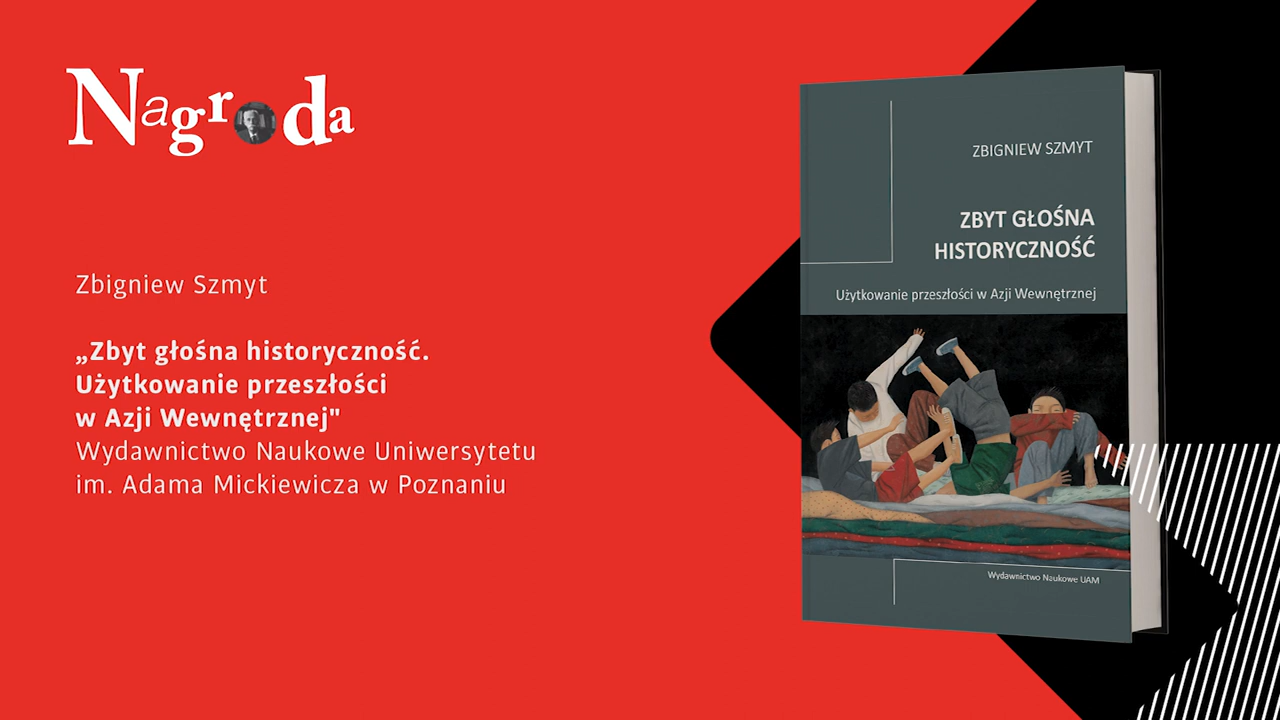 Nagroda
Zbigniew Szmyt
„Zbyt głośna historyczność.
Użytkowanie przeszłości
w Azji Wewnętrznej"
Wydawnictwo Naukowe Uniwersytetu
im. Adama Mickiewicza w Poznaniu
ZBIGNIEW SZMYT
ZBYT GŁOŚNA
HISTORYCZNOŚĆ
Użytkowanie przeszłości w Azji Wewnętrznej
Wydawnictwo Naukowe UAM